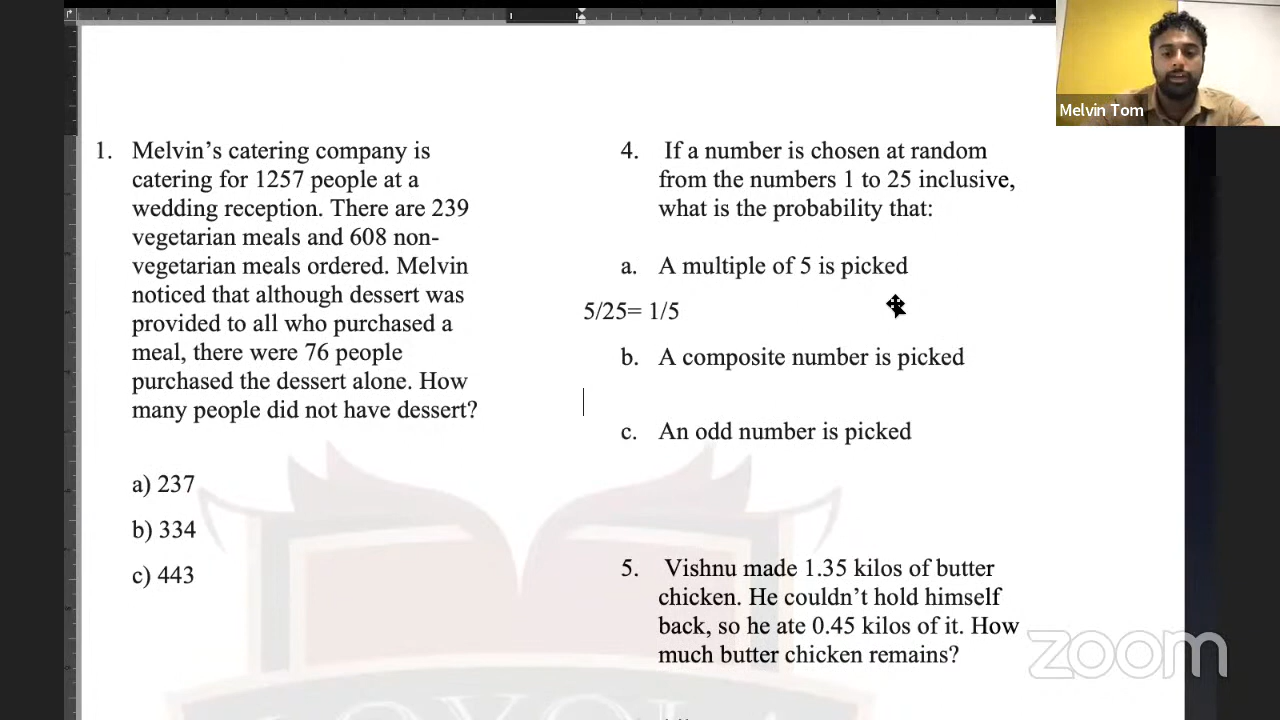 Melvin Tom
1. Melvin’s catering company is
catering for 1257 people at a
wedding reception. There are 239
vegetarian meals and 608 non-
vegetarian meals ordered. Melvin
noticed that although dessert was
provided to all who purchased a
meal, there were 76 people
purchased the dessert alone. How
many people did not have dessert?
a) 237
b) 334
c) 443
4. If a number is chosen at random
from the numbers 1 to 25 inclusive,
what is the probability that:
a. A multiple of 5 is picked
5/25= 1/5
b. A composite number is picked
c. An odd number is picked
5. Vishnu made 1.35 kilos of butter
chicken. He couldn’t hold himself
back, so he ate 0.45 kilos of it. How
much butter chicken remains?
zoom